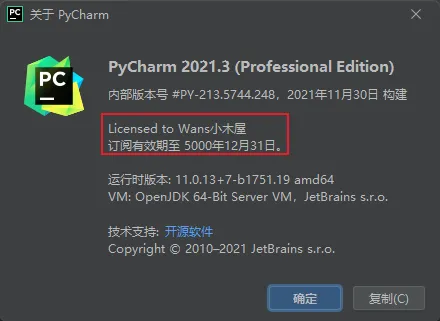 PC 关于 PyCharm
PC
PyCharm 2021.3 (Professional Edition)
内部版本号 #PY-213.5744.248，2021年11月30日 构建
Licensed to Wans小木屋
订阅有效期至 5000年12月31日。
运行时版本: 11.0.13+7-b1751.19 amd64
VM: OpenJDK 64-Bit Server VM，JetBrains s.r.o.
技术支持: 开源软件
Copyright © 2010–2021 JetBrains s.r.o.
确定
复制(C)